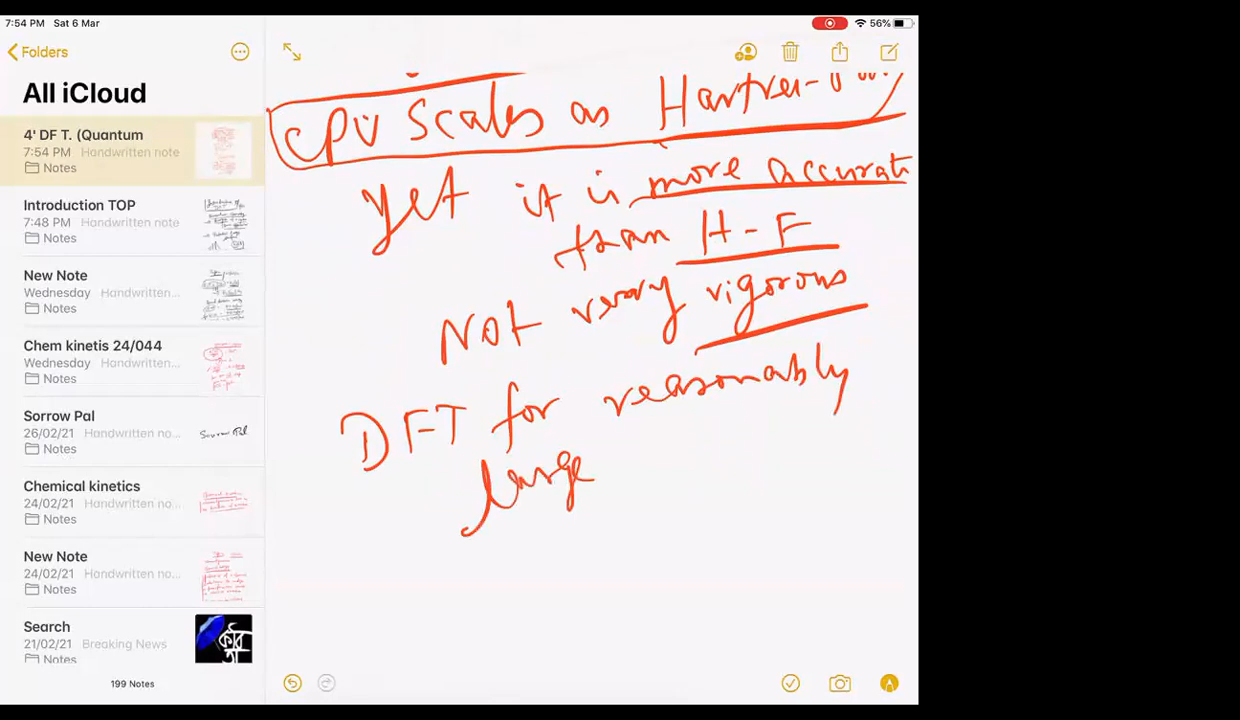 7:54 PM Sat 6 Mar
56%
Folders
All iCloud
4' DF T. (Quantum
7:54 PM Handwritten note
Notes
Introduction TOP
7:48 PM Handwritten note
Notes
New Note
Wednesday Handwritten...
Notes
Chem kinetis 24/044
Wednesday Handwritten...
Notes
Sorrow Pal
26/02/21 Handwritten no...
Notes
Sorrow Pal
Chemical kinetics
24/02/21 Handwritten no...
Notes
New Note
24/02/21 Handwritten no...
Notes
Search
21/02/21 Breaking News
Notes
199 Notes
CPU Scales as Hartree-
Yet it is more accurate
than H-F
Not very rigorous
DFT for reasonably
large